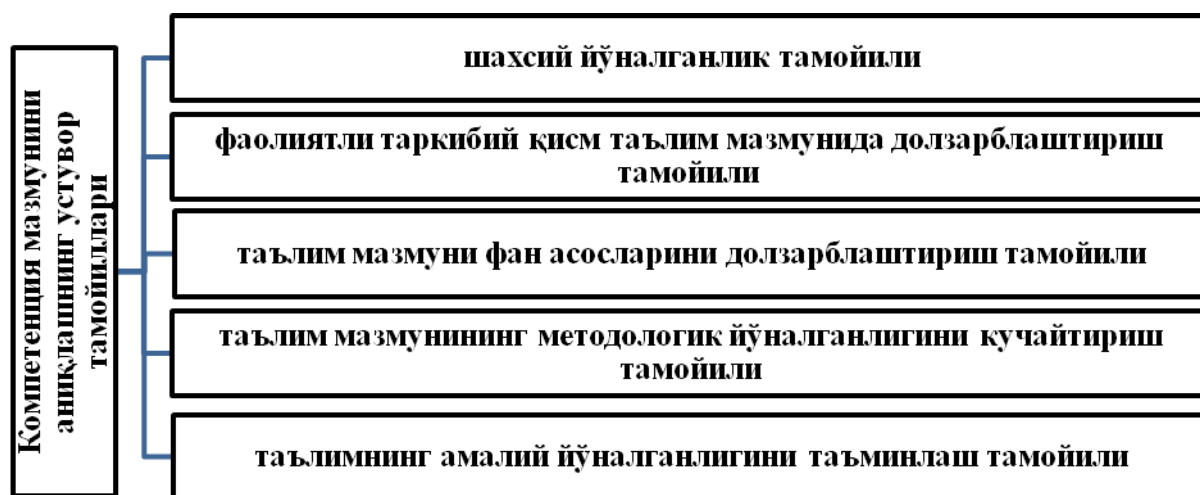 Компетенция мазмунини
аниқлашнинг устувор
тамойиллари
шахсий йўналганлик тамойили
фаолиятли таркибий қисм таълим мазмунида долзарблаштириш
тамойили
таълим мазмуни фан асосларини долзарблаштириш тамойили
таълим мазмунининг методологик йўналганлигини кучайтириш
тамойили
таълимнинг амалий йўналганлигини таъминлаш тамойили